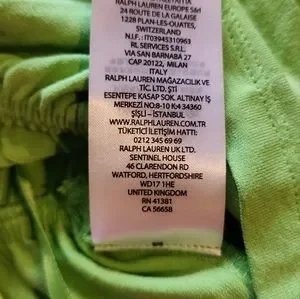 RALPH LAUREN EUROPE Sàrl
24 ROUTE DE LA GALAISE
1228 PLAN-LES-OUATES,
SWITZERLAND
N.I.F.: IT03945310963
RL SERVICES S.R.L.
VIA SAN BARNABA 27
CAP 20122, MILAN
ITALY
RALPH LAUREN MAĞAZACILIK VE
TİC. LTD. ŞTİ
ESENTEPE KASAP SOK. ALTINAY İŞ
MERKEZİ NO:8-10 K:4 34360
ŞİŞLİ – İSTANBUL
WWW.RALPHLAUREN.COM.TR
TÜKETİCİ İLETİŞİM HATTI:
0212 345 69 69
RALPH LAUREN UK LTD.
SENTINEL HOUSE
46 CLARENDON RD
WATFORD, HERTFORDSHIRE
WD17 1HE
UNITED KINGDOM
RN 41381
CA 56658